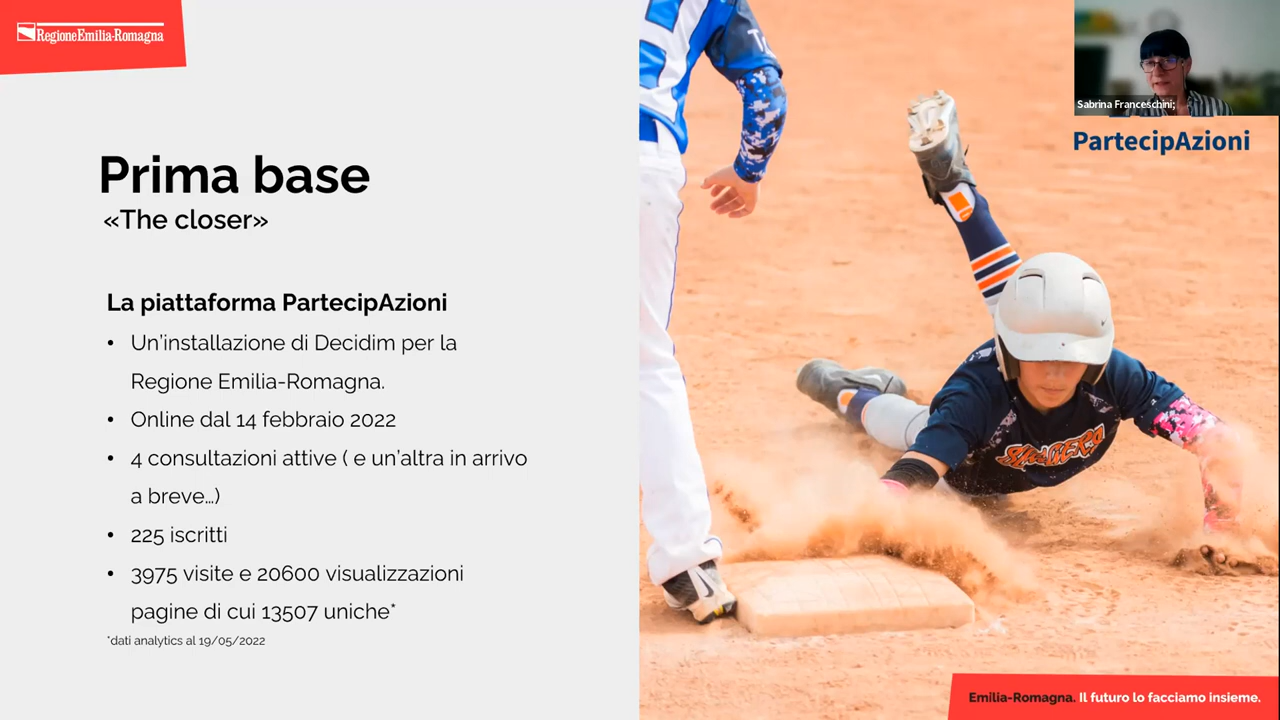 RegioneEmilia-Romagna
Prima base
«The closer»
La piattaforma PartecipAzioni
• Un'installazione di Decidim per la
Regione Emilia-Romagna.
• Online dal 14 febbraio 2022
• 4 consultazioni attive ( e un'altra in arrivo
a breve...)
• 225 iscritti
• 3975 visite e 20600 visualizzazioni
pagine di cui 13507 uniche*
*dati analytics al 19/05/2022
Sabrina Franceschini;
PartecipAzioni
Emilia-Romagna. Il futuro lo facciamo insieme.